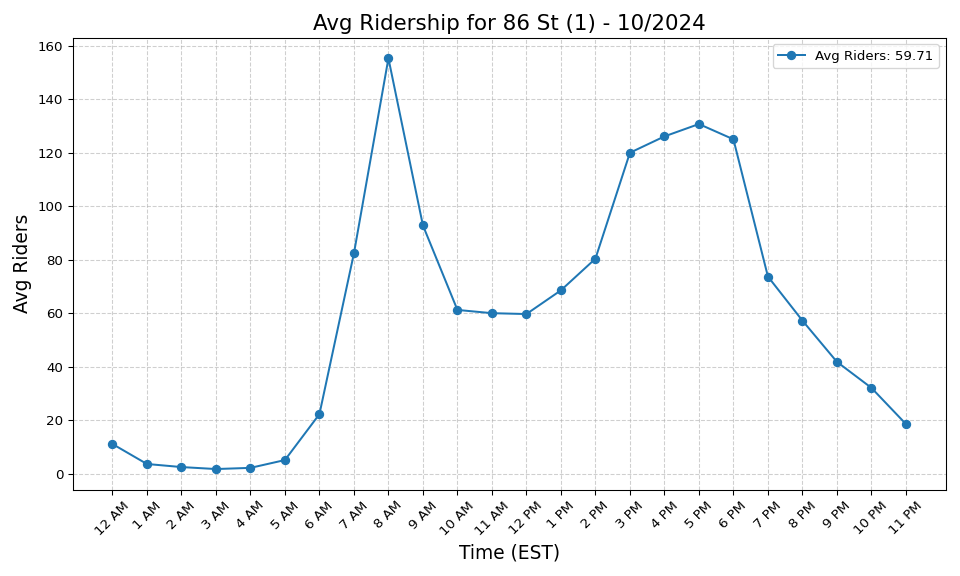 Avg Ridership for 86 St (1) - 10/2024
Avg Riders: 59.71
Avg Riders
160
140
120
100
80
60
40
20
0
12 AM
1 AM
2 AM
3 AM
4 AM
5 AM
6 AM
7 AM
8 AM
9 AM
10 AM
11 AM
12 PM
1 PM
2 PM
3 PM
4 PM
5 PM
6 PM
7 PM
8 PM
9 PM
10 PM
11 PM
Time (EST)